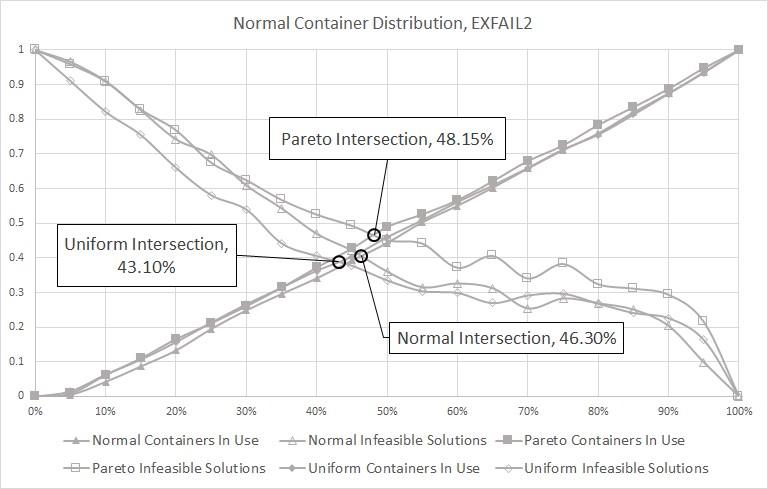 Normal Container Distribution, EXFAIL2
1
0.9
0.8
0.7
0.6
0.5
0.4
0.3
0.2
0.1
0
Pareto Intersection, 48.15%
Uniform Intersection,
43.10%
Normal Intersection, 46.30%
0% 10% 20% 30% 40% 50% 60% 70% 80% 90% 100%
Normal Containers In Use Normal Infeasible Solutions Pareto Containers In Use
Pareto Infeasible Solutions Uniform Containers In Use Uniform Infeasible Solutions